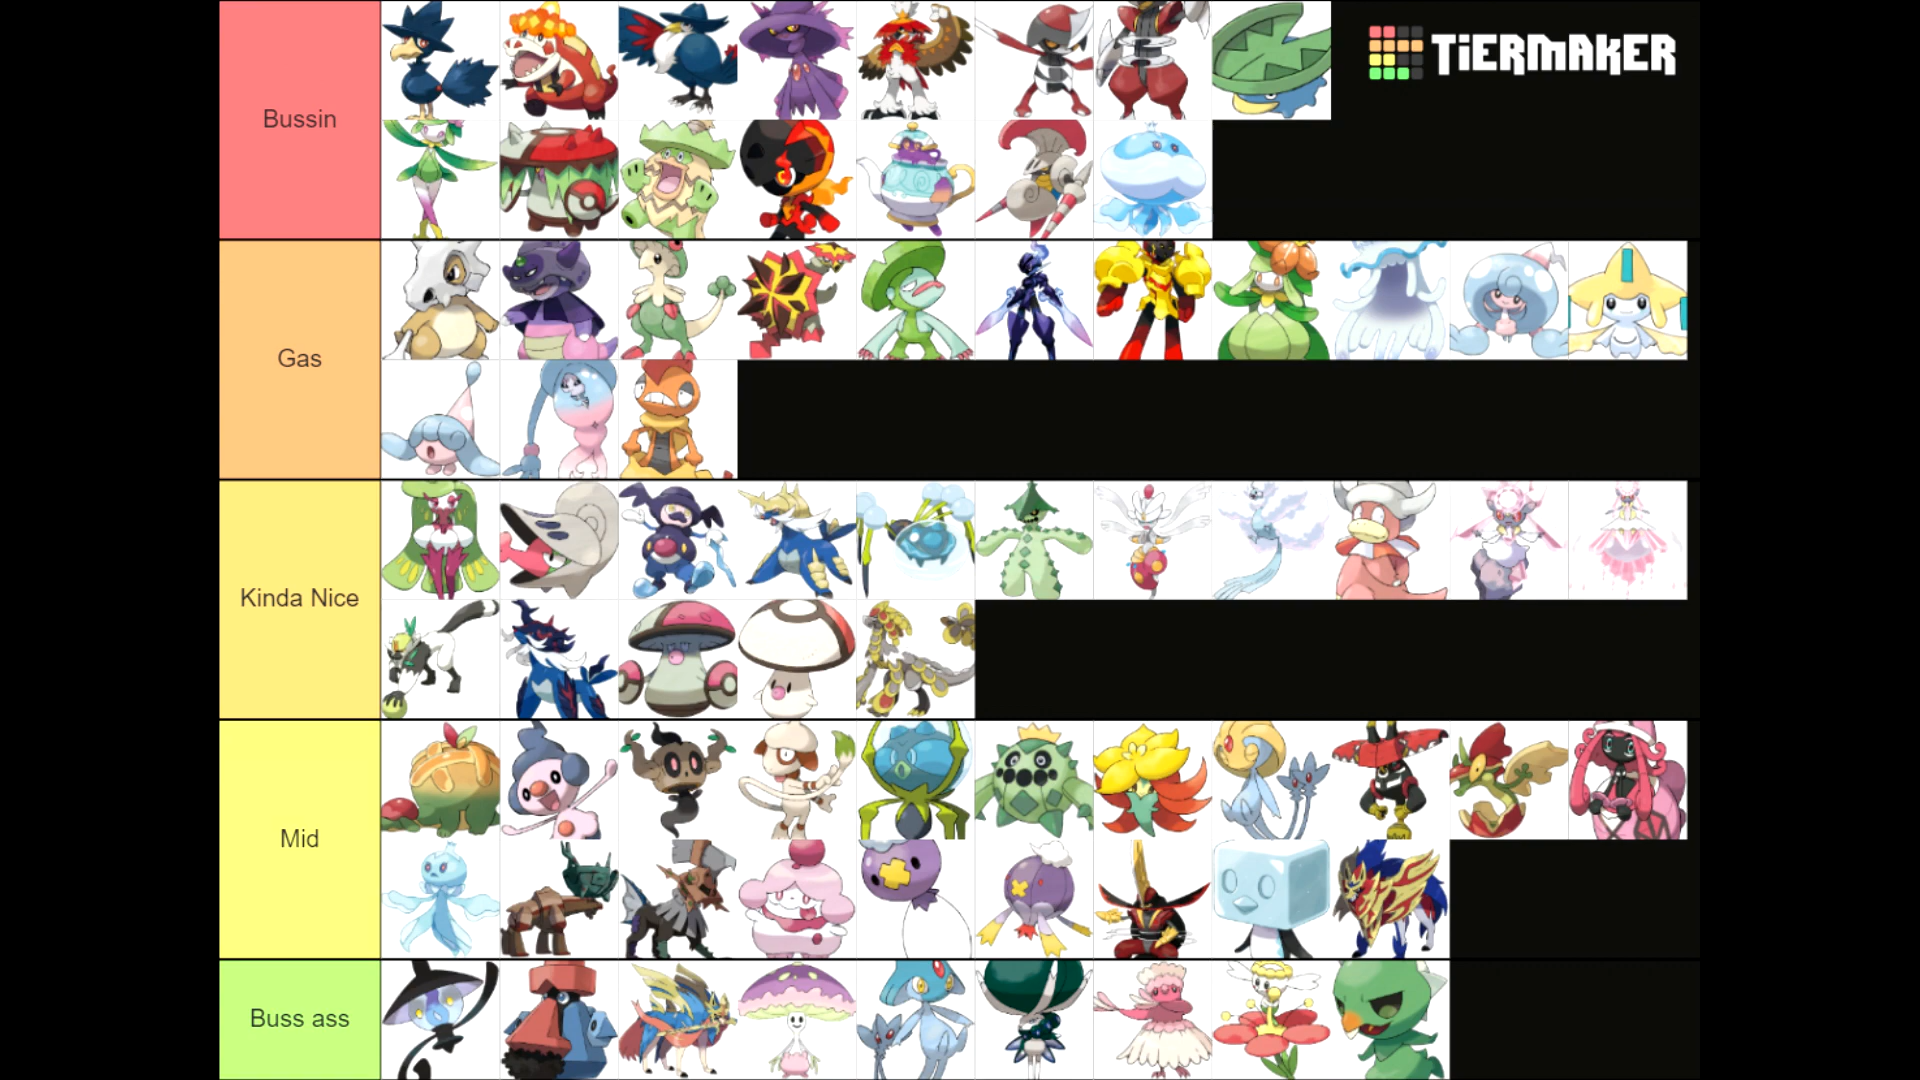 TiERMAKER
Bussin
Gas
Kinda Nice
Mid
Buss ass